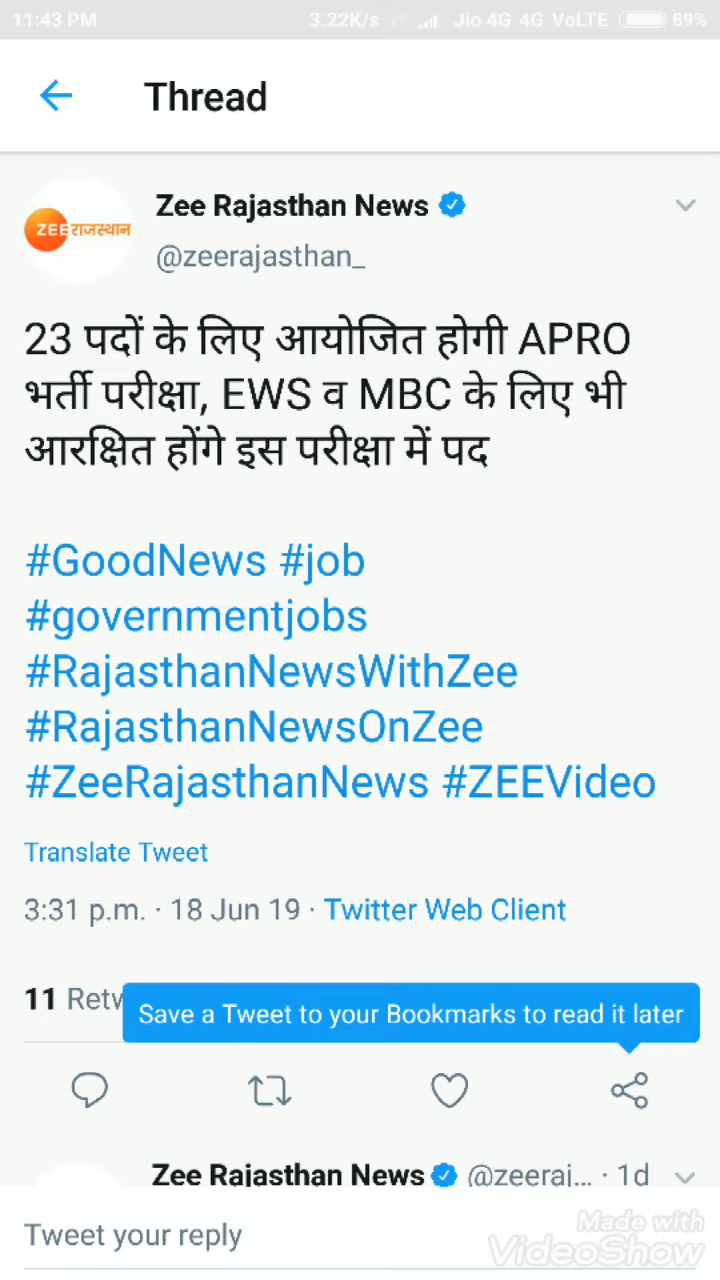 11:43 PM 3.22K/s Jio 4G 4G VoLTE 89%
Thread
ZEE राजस्थान
Zee Rajasthan News
@zeerajasthan_
23 पदों के लिए आयोजित होगी APRO
भर्ती परीक्षा, EWS व MBC के लिए भी
आरक्षित होंगे इस परीक्षा में पद
#GoodNews #job
#governmentjobs
#RajasthanNewsWithZee
#RajasthanNewsOnZee
#ZeeRajasthanNews #ZEEVideo
Translate Tweet
3:31 p.m. · 18 Jun 19 · Twitter Web Client
11 Retw
Save a Tweet to your Bookmarks to read it later
Zee Rajasthan News @zeeraj... · 1d
Tweet your reply
Made with
VideoShow